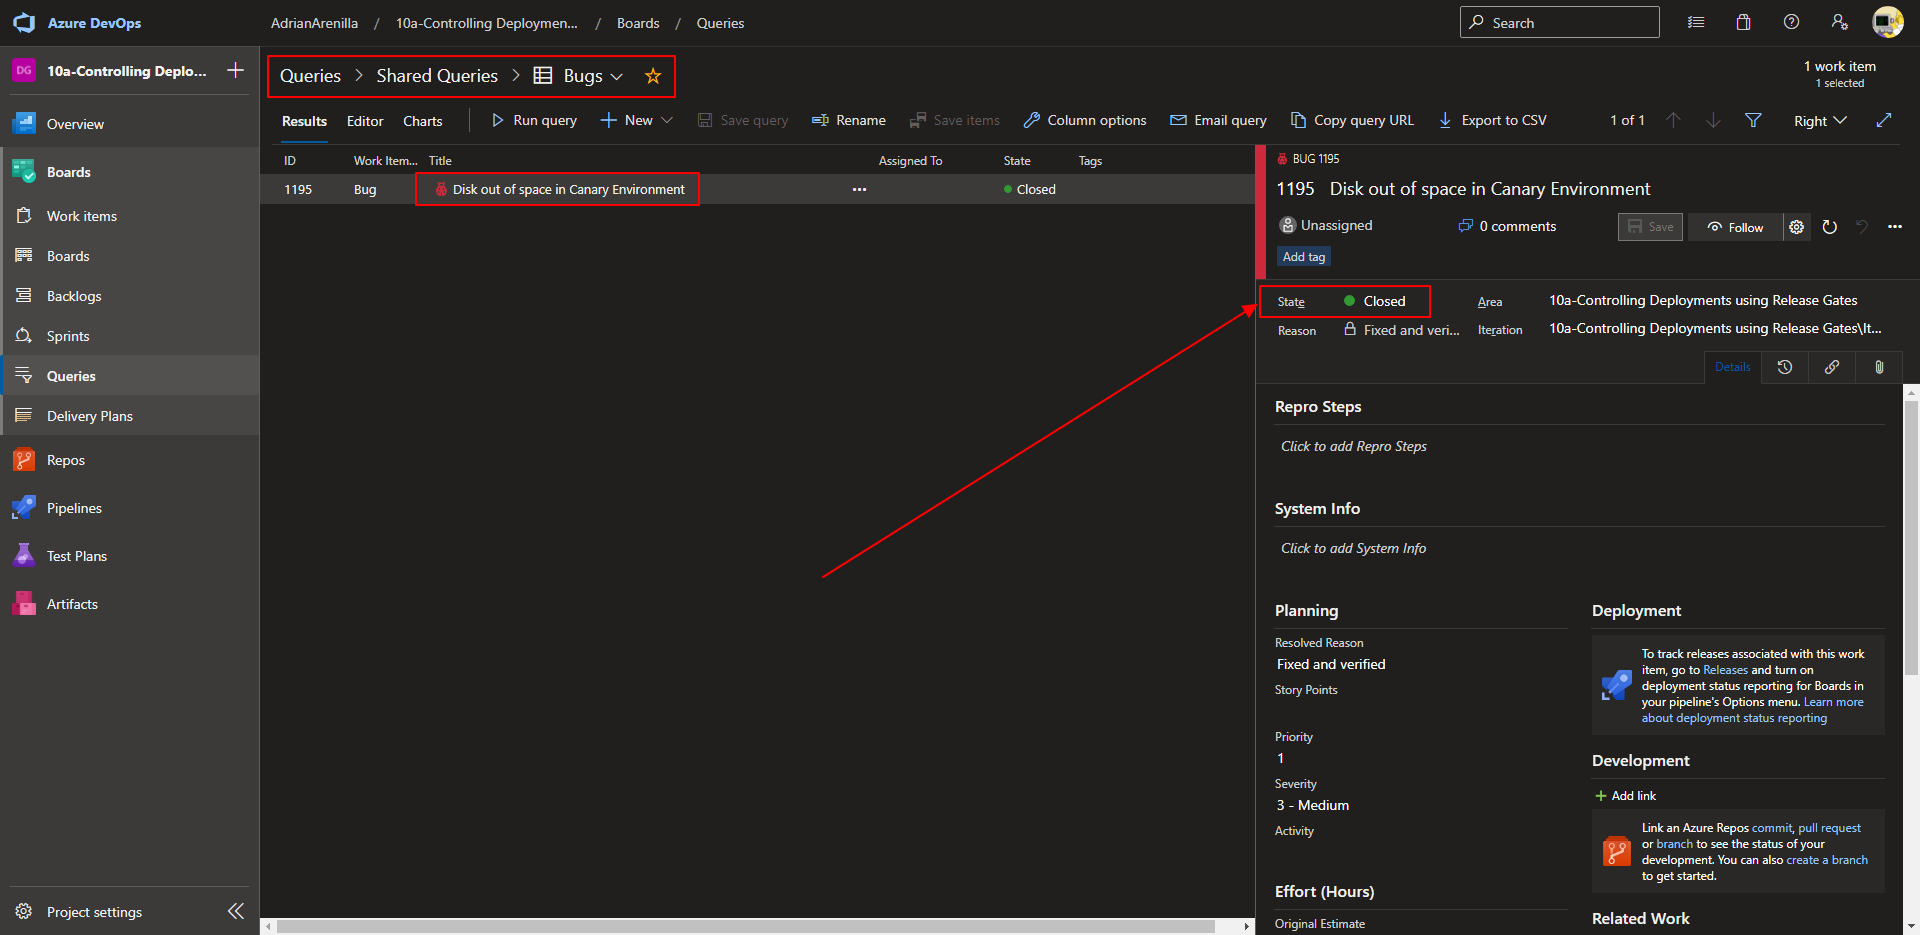 Azure DevOps
AdrianArenilla / 10a-Controlling Deploymen... / Boards / Queries
Search
DG 10a-Controlling Deplo...
Overview
Boards
Work items
Boards
Backlogs
Sprints
Queries
Delivery Plans
Repos
Pipelines
Test Plans
Artifacts
Project settings
Queries > Shared Queries > Bugs
1 work item
1 selected
Results Editor Charts Run query New Save query Rename Save items Column options Email query Copy query URL Export to CSV 1 of 1 Right
ID Work Item... Title Assigned To State Tags
1195 Bug Disk out of space in Canary Environment ... Closed
BUG 1195
1195 Disk out of space in Canary Environment
Unassigned 0 comments Save Follow
Add tag
State Closed Area 10a-Controlling Deployments using Release Gates
Reason Fixed and veri... Iteration 10a-Controlling Deployments using Release Gates\It...
Details
Repro Steps
Click to add Repro Steps
System Info
Click to add System Info
Planning
Resolved Reason
Fixed and verified
Story Points
Priority
1
Severity
3 - Medium
Activity
Effort (Hours)
Original Estimate
Deployment
To track releases associated with this work
item, go to Releases and turn on
deployment status reporting for Boards in
your pipeline's Options menu. Learn more
about deployment status reporting
Development
Add link
Link an Azure Repos commit, pull request
or branch to see the status of your
development. You can also create a branch
to get started.
Related Work